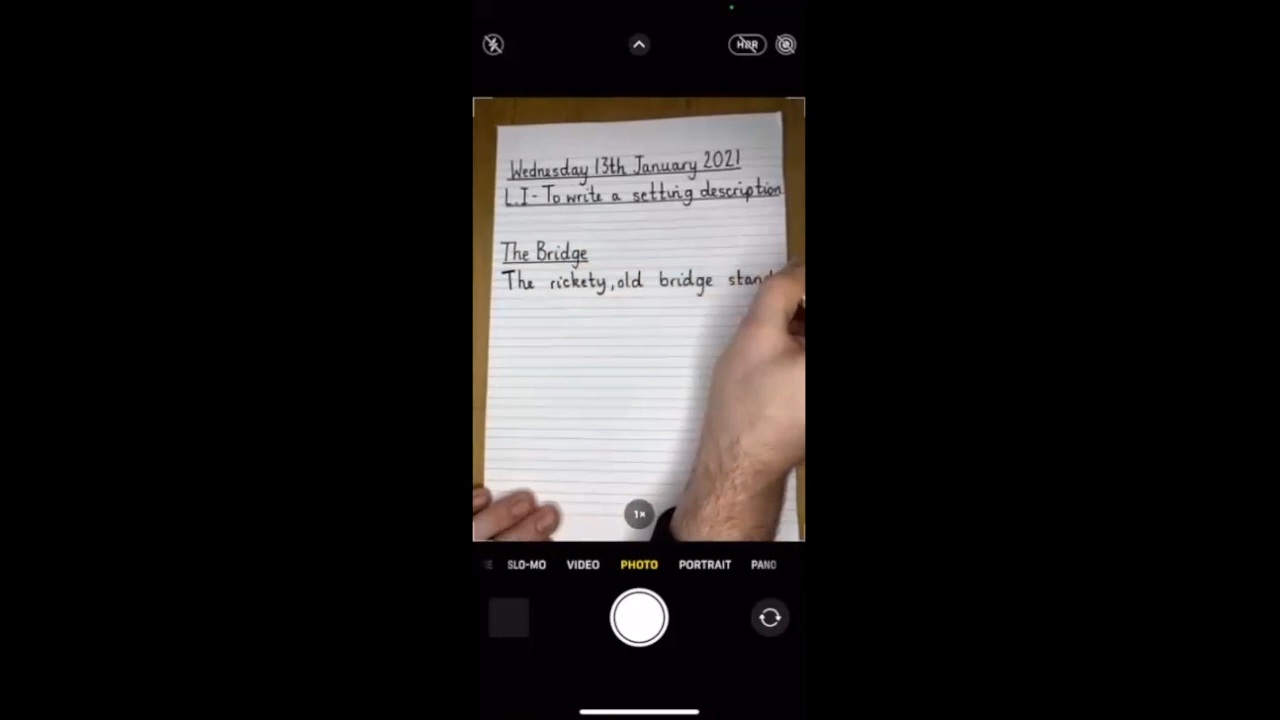 HDR
Wednesday 13th January 2021
L.I - To write a setting description
The Bridge
The rickety, old bridge
1×
SLO-MO VIDEO PHOTO PORTRAIT PANO